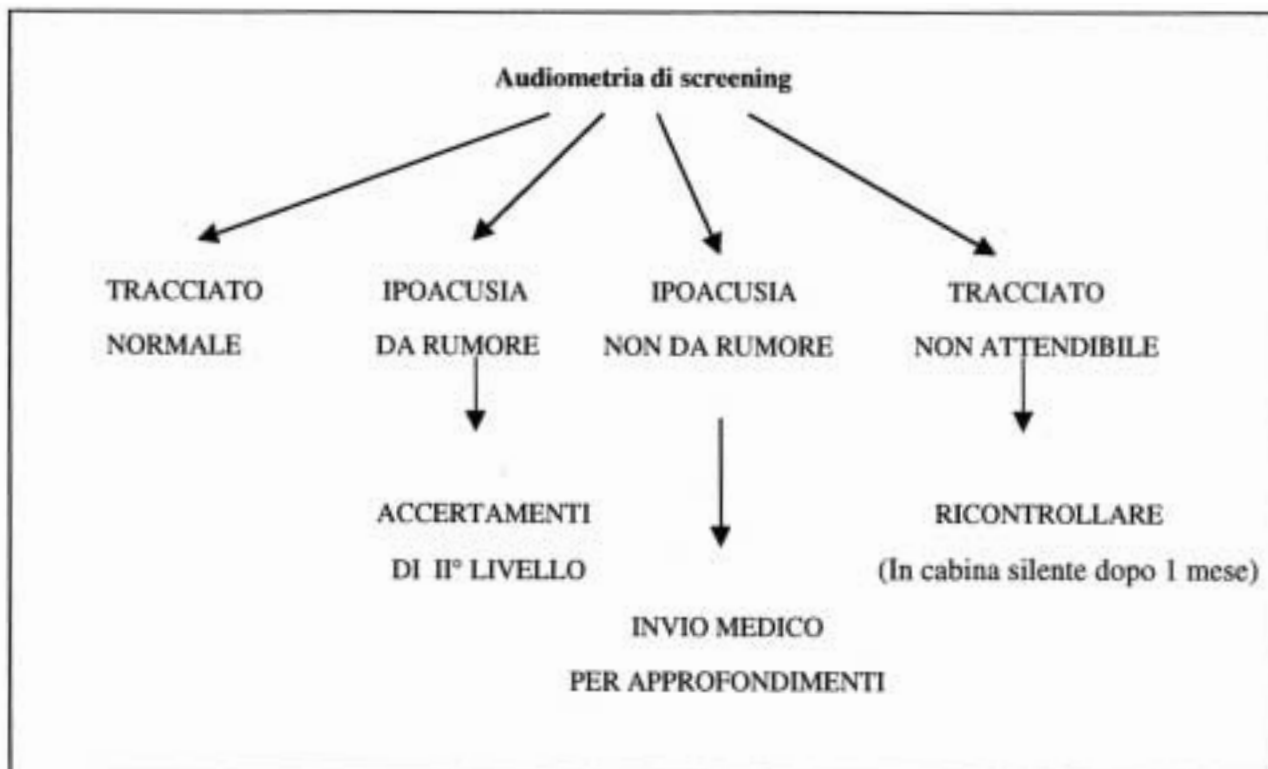 Audiometria di screening
TRACCIATO
NORMALE
IPOACUSIA
DA RUMORE
IPOACUSIA
NON DA RUMORE
TRACCIATO
NON ATTENDIBILE
ACCERTAMENTI
DI II° LIVELLO
INVIO MEDICO
PER APPROFONDIMENTI
RICONTROLLARE
(In cabina silente dopo 1 mese)